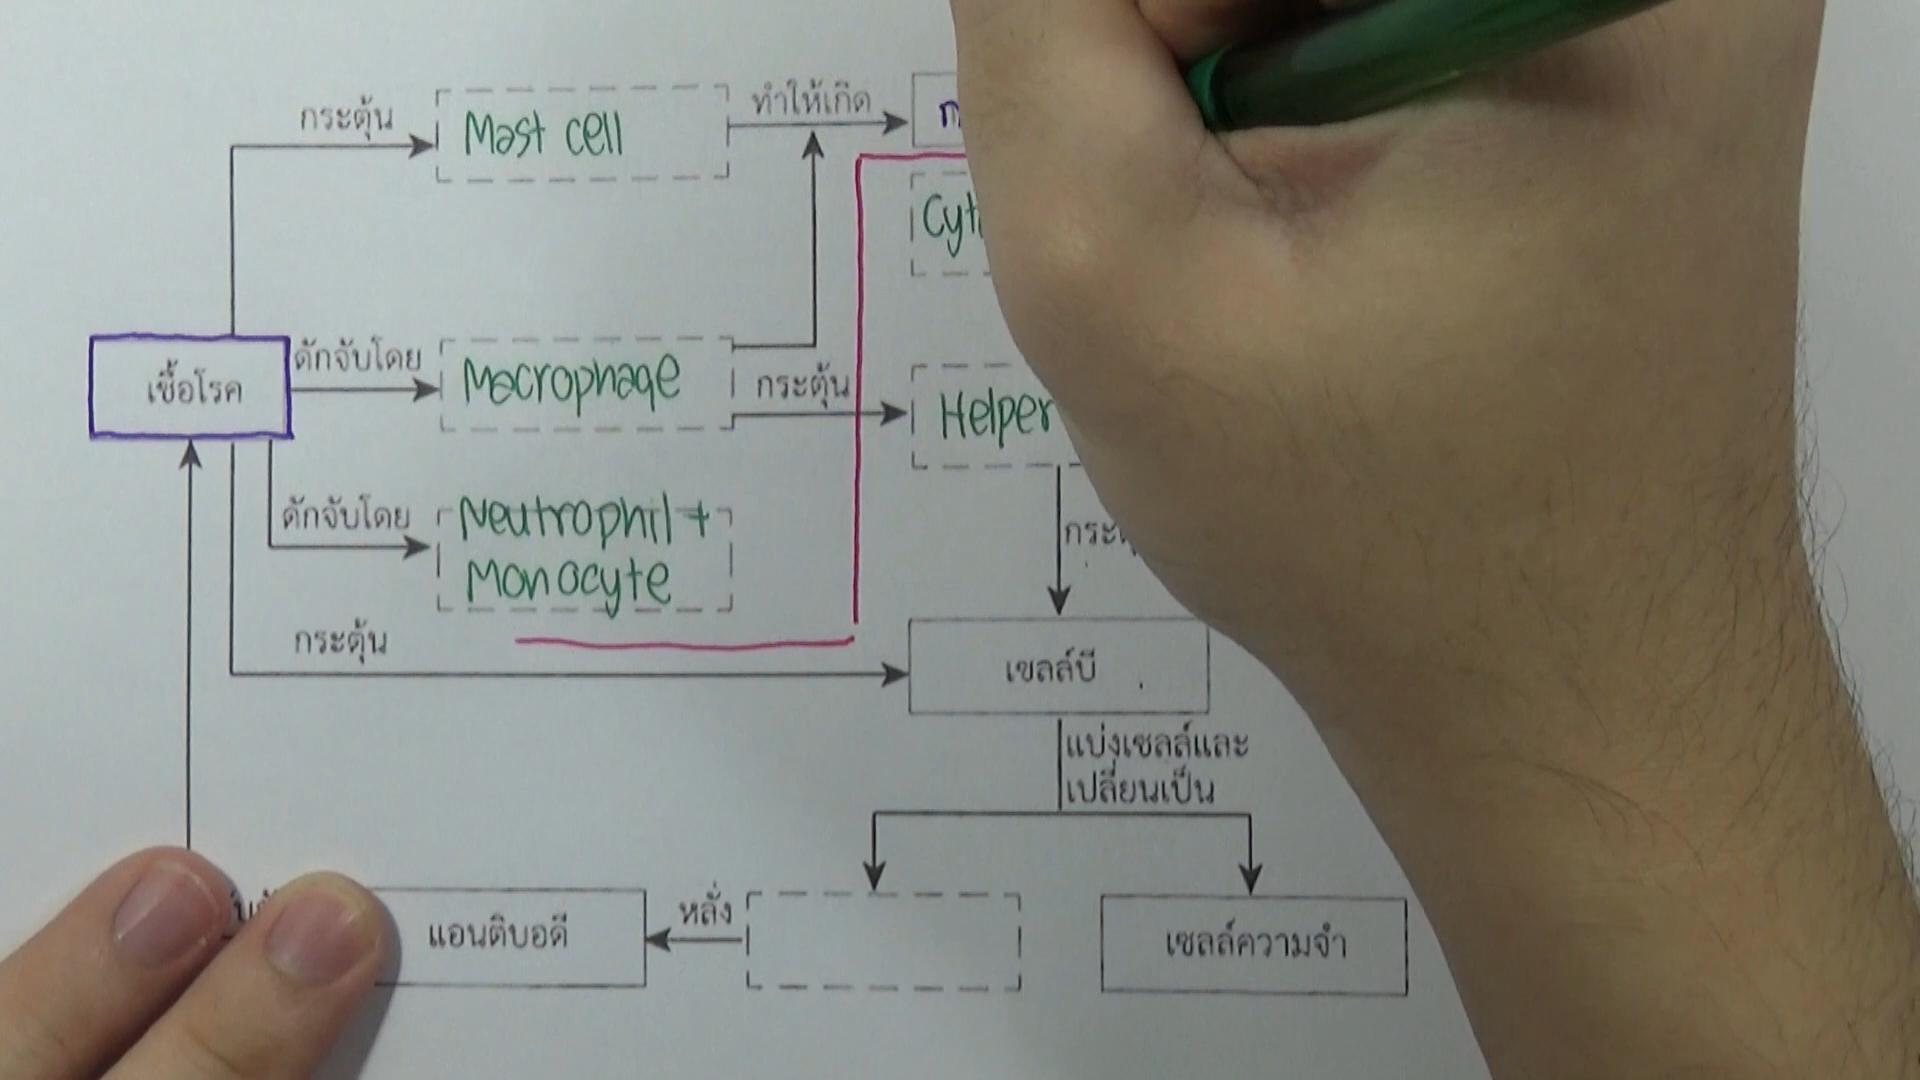 กระตุ้น
Mast cell
ทำให้เกิด
เชื้อโรค
ดักจับโดย
Macrophage
กระตุ้น
Helper
ดักจับโดย
Neutrophil +
Monocyte
กระตุ้น
เซลล์บี
แบ่งเซลล์และ
เปลี่ยนเป็น
แอนติบอดี
หลั่ง
เซลล์ความจำ